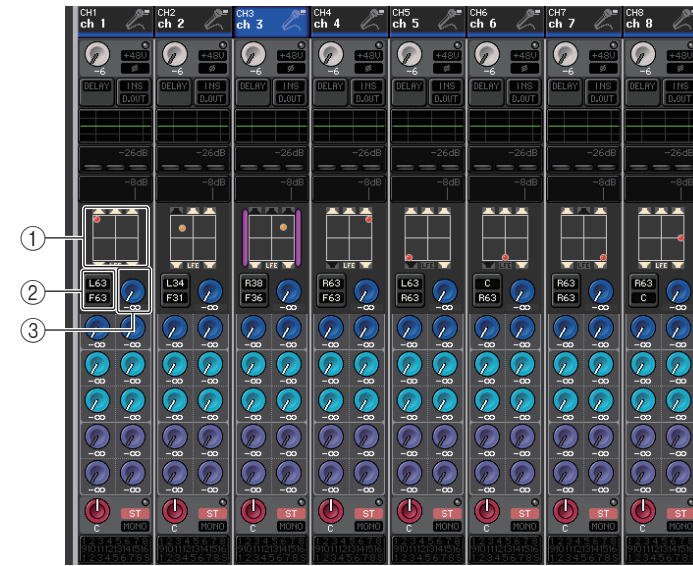 CH1 CH2 CH3 CH4 CH5 CH6 CH7 CH8
ch 1 ch 2 ch 3 ch 4 ch 5 ch 6 ch 7 ch 8
+48V +48V +48V +48V +48V +48V +48V +48V
-6 ø -6 ø -6 ø -6 ø -6 ø -6 ø -6 ø -6 ø
DELAY INS DELAY INS DELAY INS DELAY INS DELAY INS DELAY INS DELAY INS DELAY INS
D.OUT D.OUT D.OUT D.OUT D.OUT D.OUT D.OUT D.OUT
-26dB -26dB -26dB -26dB -26dB -26dB -26dB -26dB
-8dB -8dB -8dB -8dB -8dB -8dB -8dB -8dB
①
LFE LFE LFE LFE LFE LFE LFE LFE
② L63 L34 R38 R63 L63 C R63 R63
F63 -∞ F31 -∞ F36 -∞ F63 -∞ R63 -∞ R63 -∞ R63 -∞ C -∞
③
-∞ -∞ -∞ -∞ -∞ -∞ -∞ -∞ -∞ -∞ -∞ -∞ -∞ -∞ -∞ -∞
-∞ -∞ -∞ -∞ -∞ -∞ -∞ -∞ -∞ -∞ -∞ -∞ -∞ -∞ -∞ -∞
-∞ -∞ -∞ -∞ -∞ -∞ -∞ -∞ -∞ -∞ -∞ -∞ -∞ -∞ -∞ -∞
-∞ -∞ -∞ -∞ -∞ -∞ -∞ -∞ -∞ -∞ -∞ -∞ -∞ -∞ -∞ -∞
-∞ -∞ -∞ -∞ -∞ -∞ -∞ -∞ -∞ -∞ -∞ -∞ -∞ -∞ -∞ -∞
ST ST ST ST ST ST ST ST
C MONO C MONO C MONO C MONO C MONO C MONO C MONO C MONO